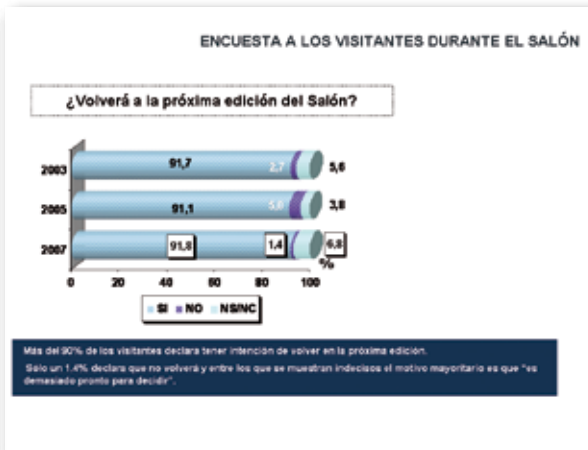 ENCUESTA A LOS VISITANTES DURANTE EL SALÓN
¿Volverá a la próxima edición del Salón?
2003 91,7 2,7 5,6
2005 91,1 5,0 3,8
2007 91,8 1,4 6,8
%
0 20 40 60 80 100
SI NO NS/NC
Más del 90% de los visitantes declara tener intención de volver en la próxima edición.
Solo un 1.4% declara que no volverá y entre los que se muestran indecisos el motivo mayoritario es que "es
demasiado pronto para decidir".